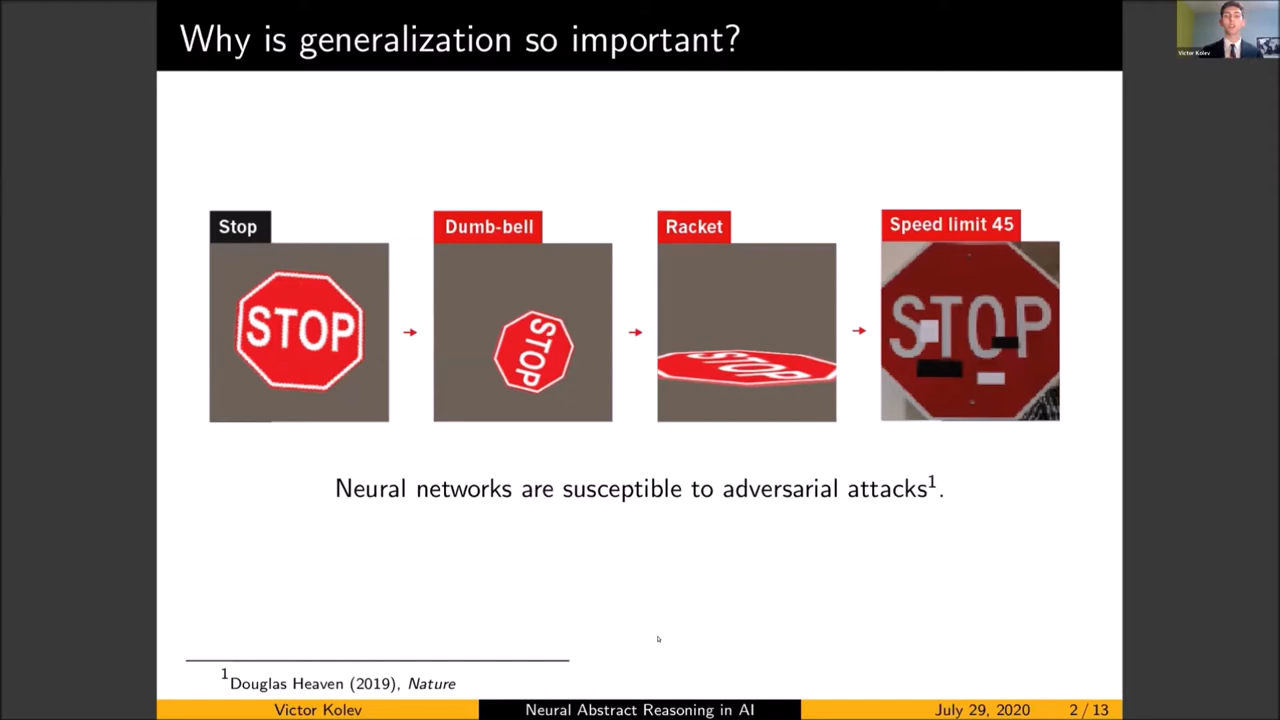 Why is generalization so important?
Victor Kolev
Stop
Dumb-bell
Racket
Speed limit 45
STOP
STOP
STOP
STOP
Neural networks are susceptible to adversarial attacks¹.
¹Douglas Heaven (2019), Nature
Victor Kolev
Neural Abstract Reasoning in AI
July 29, 2020
2 / 13